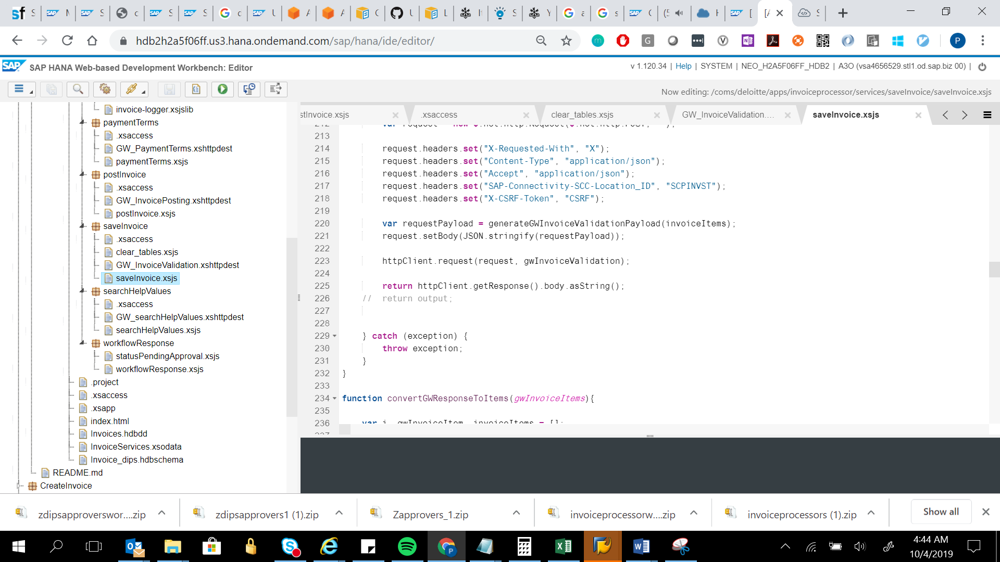 hdb2h2a5f06ff.us3.hana.ondemand.com/sap/hana/ide/editor/
P
SAP
SAP HANA Web-based Development Workbench: Editor
v 1.120.34 | Help | SYSTEM | NEO_H2A5F06FF_HDB2 | A3O (vsa4656529.stl1.od.sap.biz 00) |
Now editing: /coms/deloitte/apps/invoiceprocessor/services/saveInvoice/saveInvoice.xsjs
stInvoice.xsjs
.xsaccess
clear_tables.xsjs
GW_InvoiceValidation....
saveInvoice.xsjs
invoice-logger.xsjslib
paymentTerms
.xsaccess
GW_PaymentTerms.xshttpdest
paymentTerms.xsjs
postInvoice
.xsaccess
GW_InvoicePosting.xshttpdest
postInvoice.xsjs
saveInvoice
.xsaccess
clear_tables.xsjs
GW_InvoiceValidation.xshttpdest
saveInvoice.xsjs
searchHelpValues
.xsaccess
GW_searchHelpValues.xshttpdest
searchHelpValues.xsjs
workflowResponse
statusPendingApproval.xsjs
workflowResponse.xsjs
.project
.xsaccess
.xsapp
index.html
Invoices.hdbdd
InvoiceServices.xsodata
Invoice_dips.hdbschema
README.md
CreateInvoice
213
214 request.headers.set("X-Requested-With", "X");
215 request.headers.set("Content-Type", "application/json");
216 request.headers.set("Accept", "application/json");
217 request.headers.set("SAP-Connectivity-SCC-Location_ID", "SCPINVST");
218 request.headers.set("X-CSRF-Token", "CSRF");
219
220 var requestPayload = generateGWInvoiceValidationPayload(invoiceItems);
221 request.setBody(JSON.stringify(requestPayload));
222
223 httpClient.request(request, gwInvoiceValidation);
224
225 return httpClient.getResponse().body.asString();
226 // return output;
227
228
229 } catch (exception) {
230 throw exception;
231 }
232 }
233
234 function convertGWResponseToItems(gwInvoiceItems){
235
236 var i, gwInvoiceItem, invoiceItems = [];
zdipsapproverswor....zip
zdipsapprovers1 (1).zip
Zapprovers_1.zip
invoiceprocessorw....zip
invoiceprocessors (1).zip
Show all
4:44 AM
10/4/2019